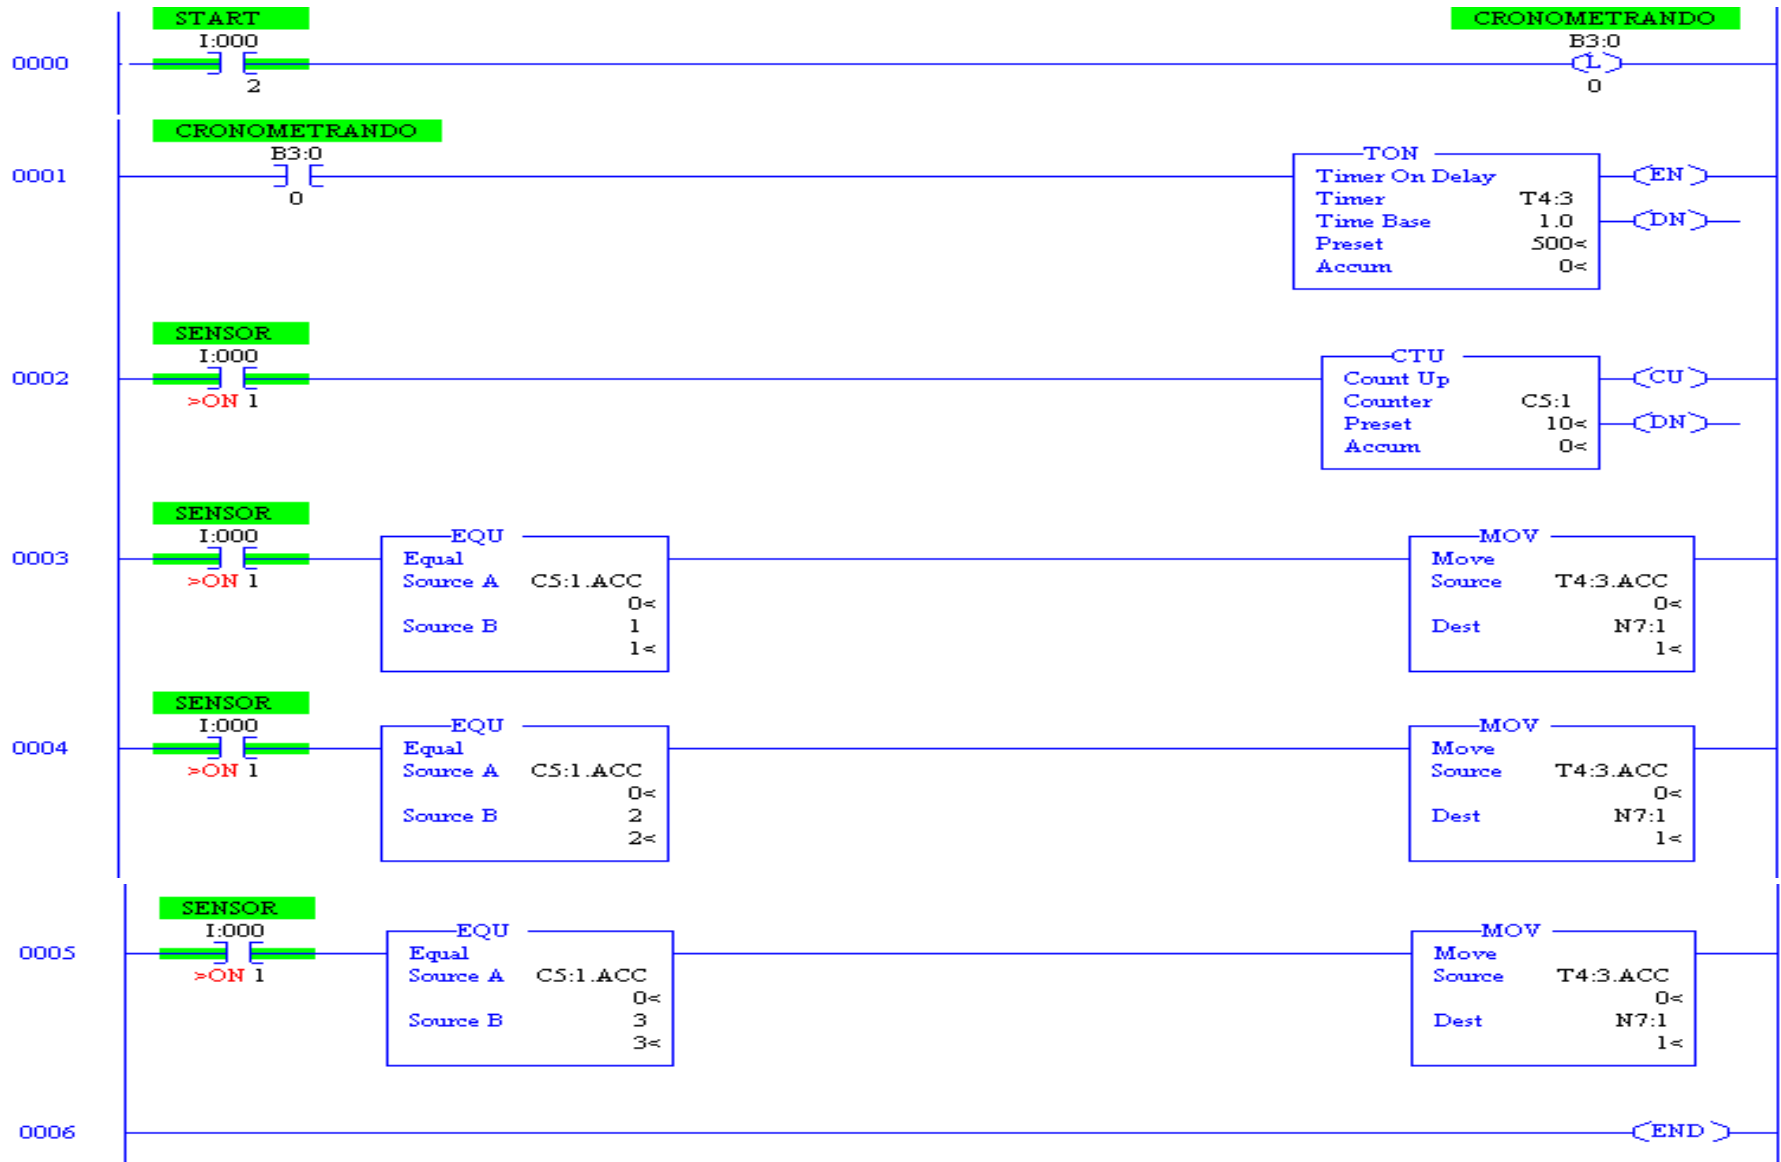 START
CRONOMETRANDO
I:000
B3:0
0000
L
2
0
CRONOMETRANDO
B3:0
0001
0
TON
Timer On Delay
EN
Timer T4:3
Time Base 1.0
DN
Preset 500<
Accum 0<
SENSOR
I:000
0002
>ON 1
CTU
Count Up
CU
Counter C5:1
Preset 10<
DN
Accum 0<
SENSOR
I:000
0003
>ON 1
EQU
Equal
Source A C5:1.ACC
0<
Source B 1
1<
MOV
Move
Source T4:3.ACC
0<
Dest N7:1
1<
SENSOR
I:000
0004
>ON 1
EQU
Equal
Source A C5:1.ACC
0<
Source B 2
2<
MOV
Move
Source T4:3.ACC
0<
Dest N7:1
1<
SENSOR
I:000
0005
>ON 1
EQU
Equal
Source A C5:1.ACC
0<
Source B 3
3<
MOV
Move
Source T4:3.ACC
0<
Dest N7:1
1<
0006
END